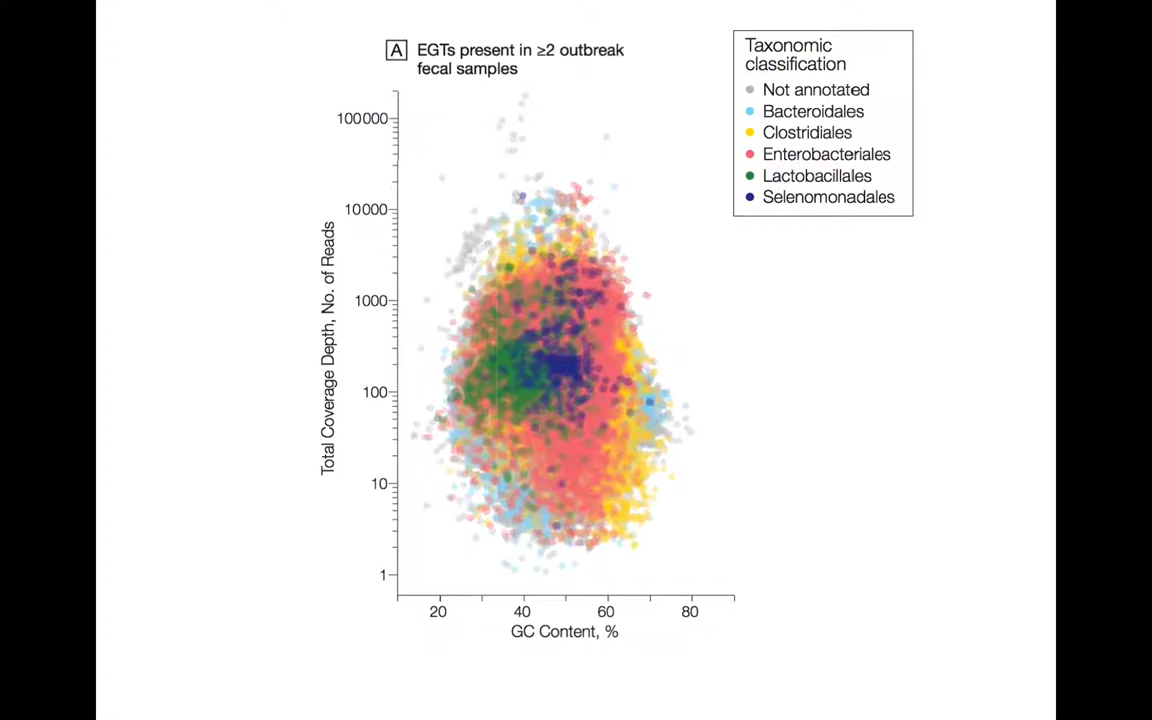 A EGTs present in ≥2 outbreak
fecal samples
Taxonomic
classification
Not annotated
Bacteroidales
Clostridiales
Enterobacteriales
Lactobacillales
Selenomonadales
Total Coverage Depth, No. of Reads
100000
10000
1000
100
10
1
20 40 60 80
GC Content, %